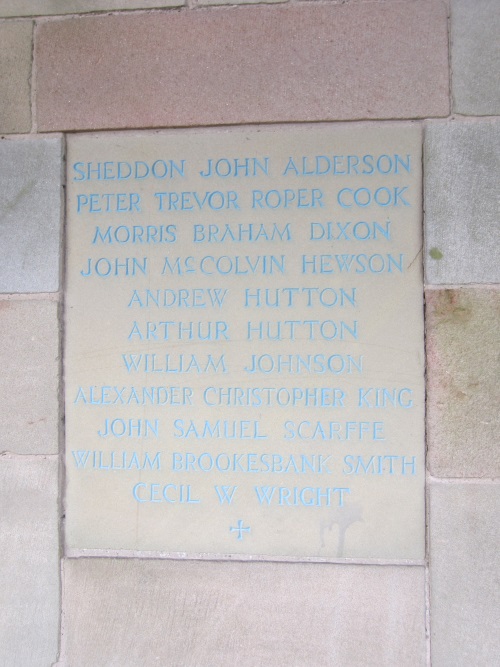 SHEDDON JOHN ALDERSON
PETER TREVOR ROPER COOK
MORRIS BRAHAM DIXON
JOHN McCOLVIN HEWSON
ANDREW HUTTON
ARTHUR HUTTON
WILLIAM JOHNSON
ALEXANDER CHRISTOPHER KING
JOHN SAMUEL SCARFFE
WILLIAM BROOKESBANK SMITH
CECIL W WRIGHT